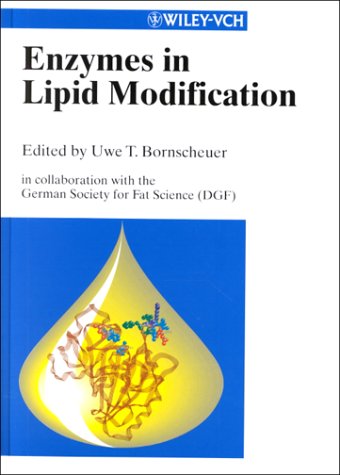 WILEY-VCH
Enzymes in
Lipid Modification
Edited by Uwe T. Bornscheuer
in collaboration with the
German Society for Fat Science (DGF)